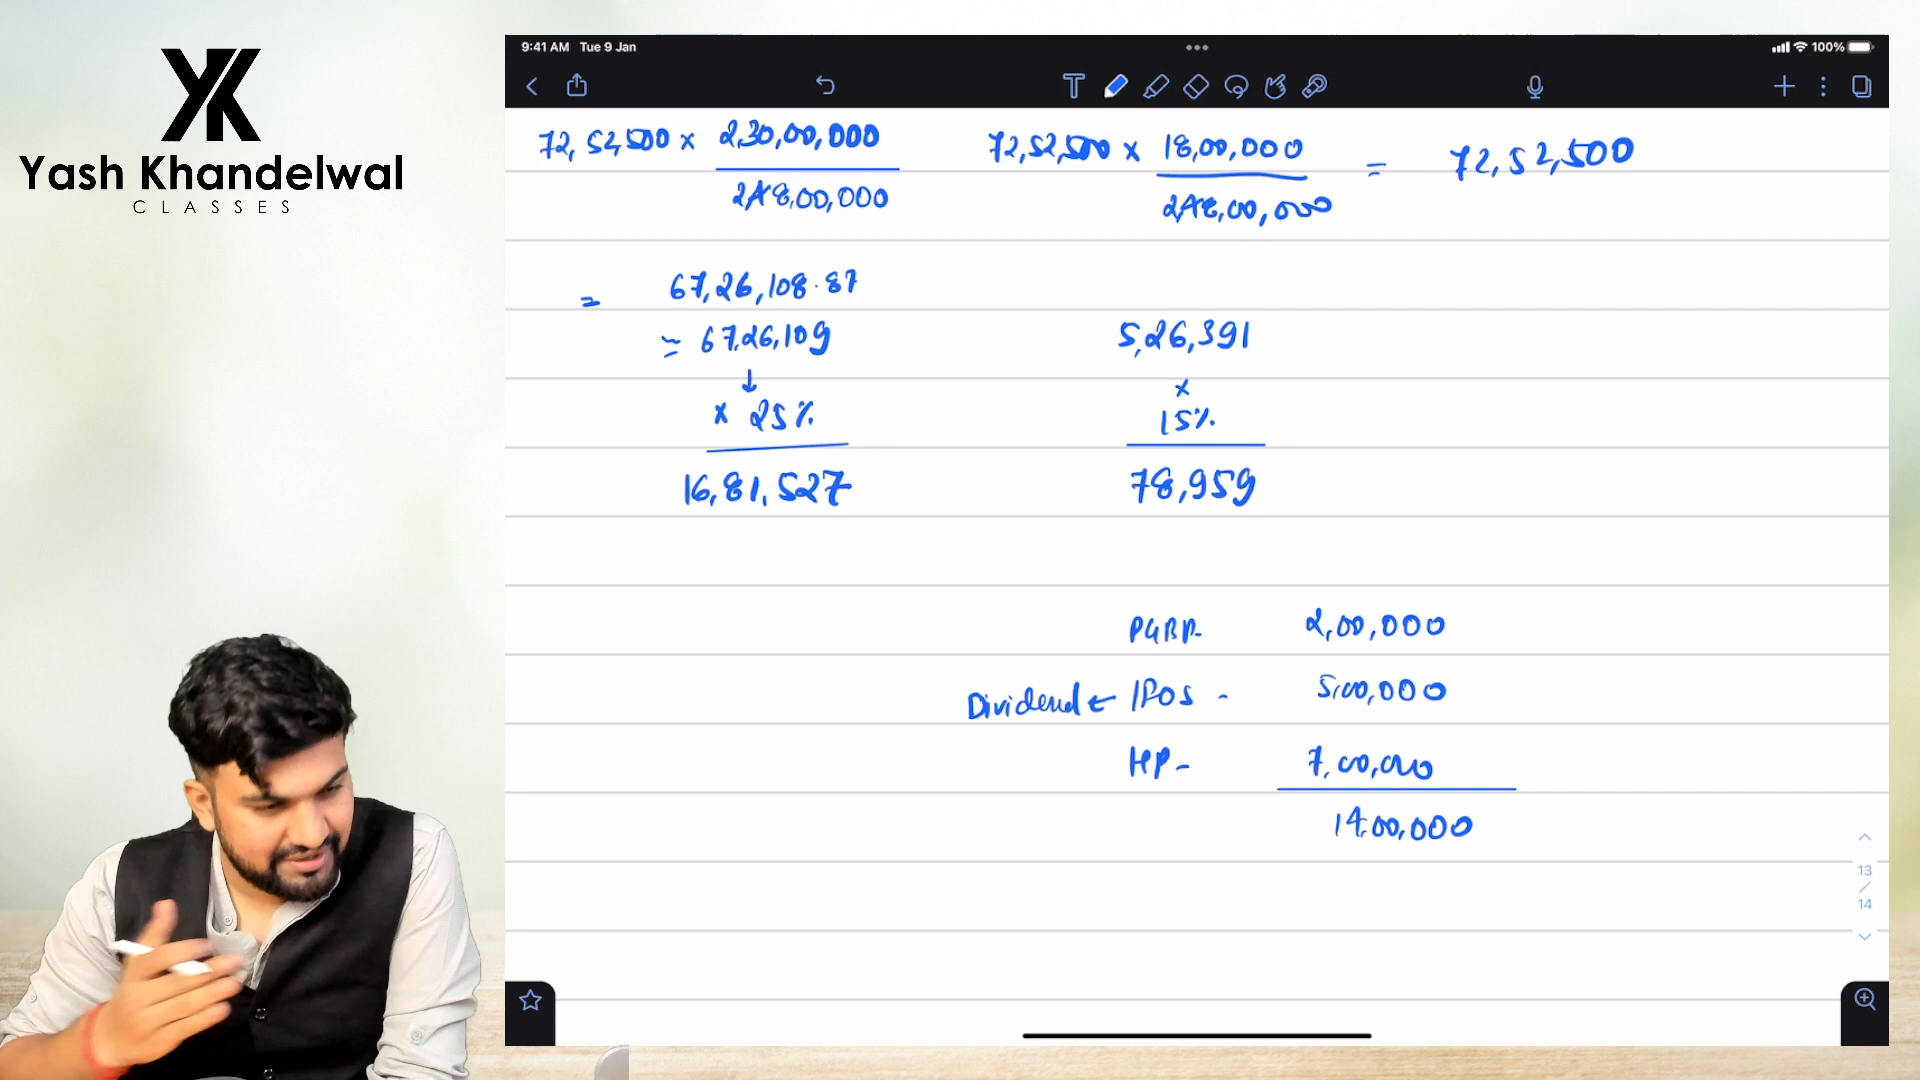 YK
Yash Khandelwal
CLASSES
9:41 AM Tue 9 Jan
100%
72,52,500 × 2,30,00,000 / 2,48,00,000
72,52,500 × 18,00,000 / 2,48,00,000 = 72,52,500
= 67,26,108.87
≃ 67,26,109
5,26,391
↓
× 25%
×
15%
16,81,527
78,959
PGBP- 2,00,000
Dividend ← IFOS - 5,00,000
HP- 7,00,000
14,00,000
13
/
14